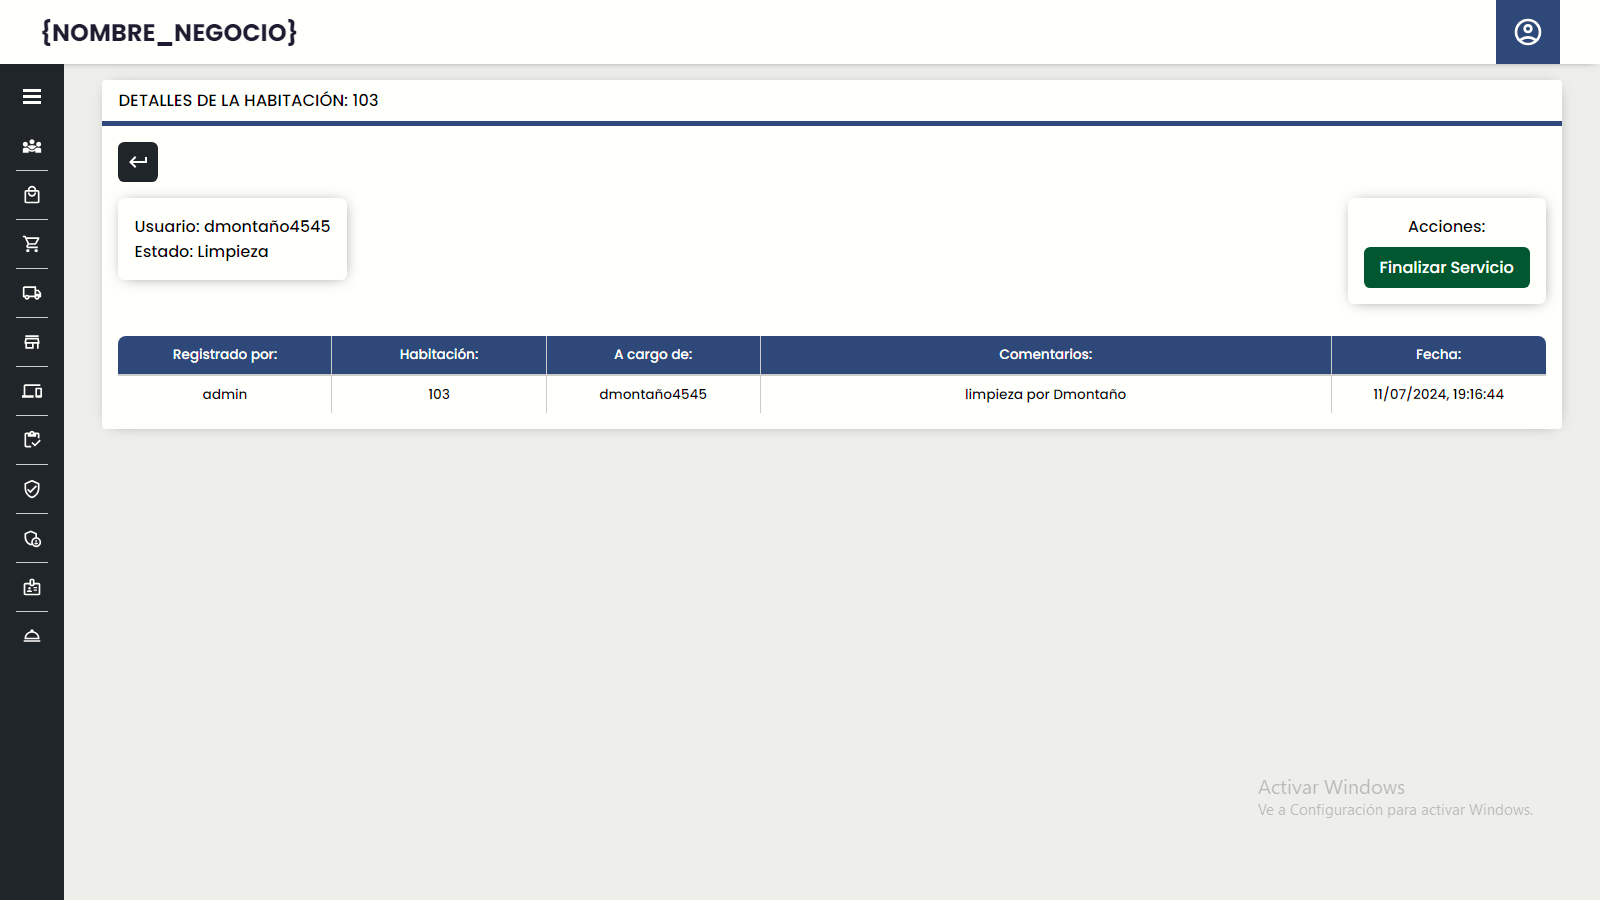 {NOMBRE_NEGOCIO}
DETALLES DE LA HABITACIÓN: 103
Usuario: dmontaño4545
Estado: Limpieza
Acciones:
Finalizar Servicio
Registrado por: Habitación: A cargo de: Comentarios: Fecha:
admin 103 dmontaño4545 limpieza por Dmontaño 11/07/2024, 19:16:44
Activar Windows
Ve a Configuración para activar Windows.